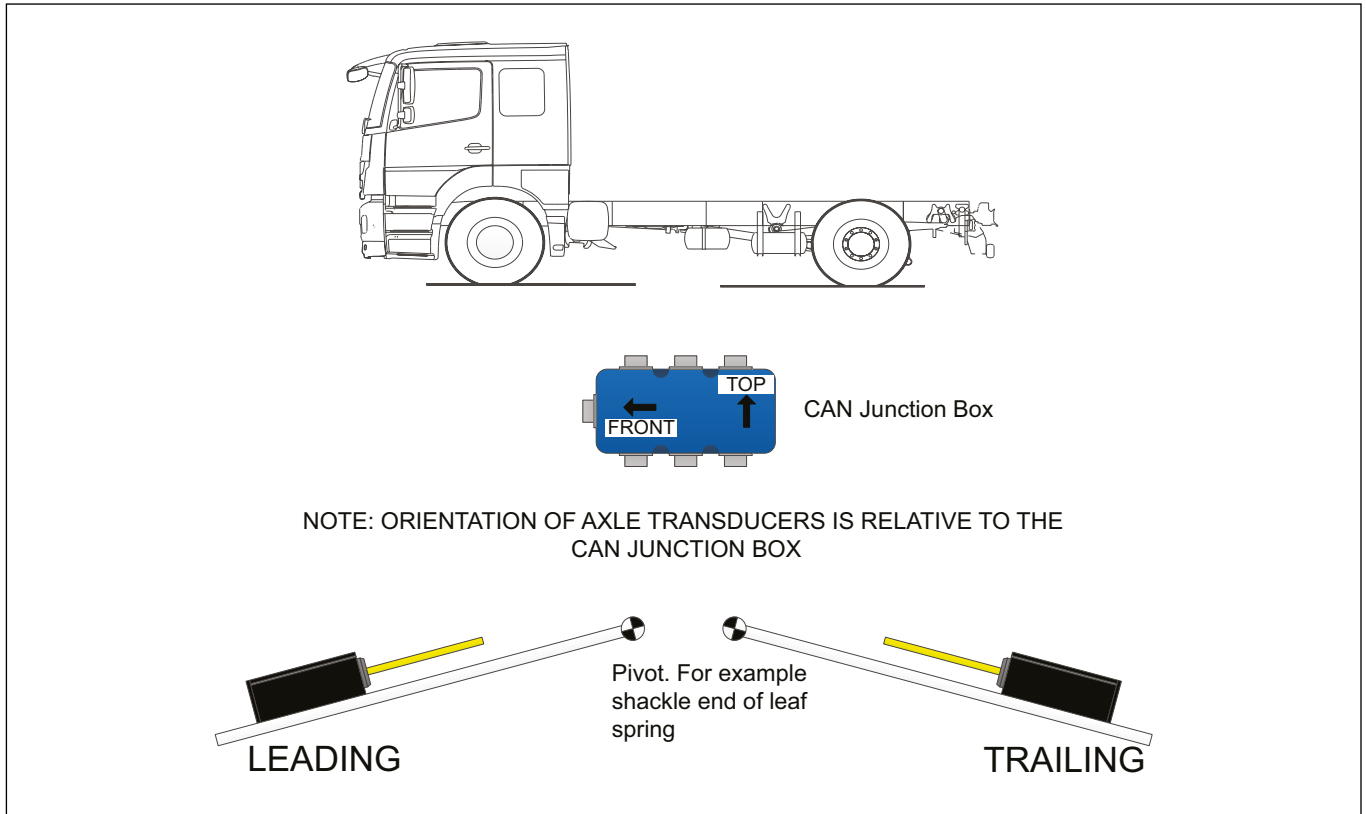 TOP
FRONT
CAN Junction Box
NOTE: ORIENTATION OF AXLE TRANSDUCERS IS RELATIVE TO THE
CAN JUNCTION BOX
Pivot. For example
shackle end of leaf
spring
LEADING
TRAILING